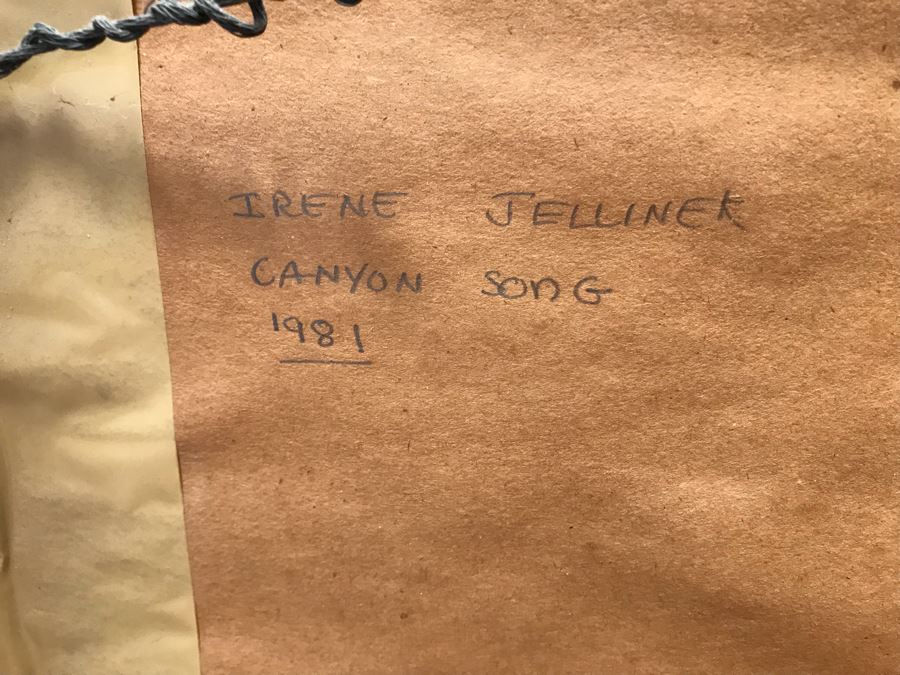 IRENE JELLINEK
CANYON SONG
1981